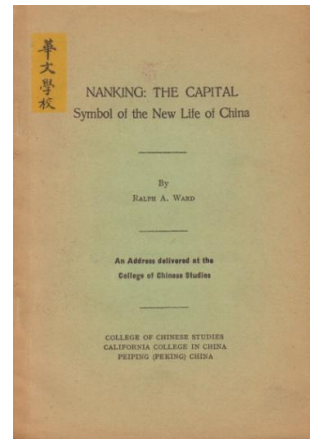 華文學校
NANKING: THE CAPITAL
Symbol of the New Life of China
By
RALPH A. WARD
An Address delivered at the
College of Chinese Studies
COLLEGE OF CHINESE STUDIES
CALIFORNIA COLLEGE IN CHINA
PEIPING (PEKING) CHINA